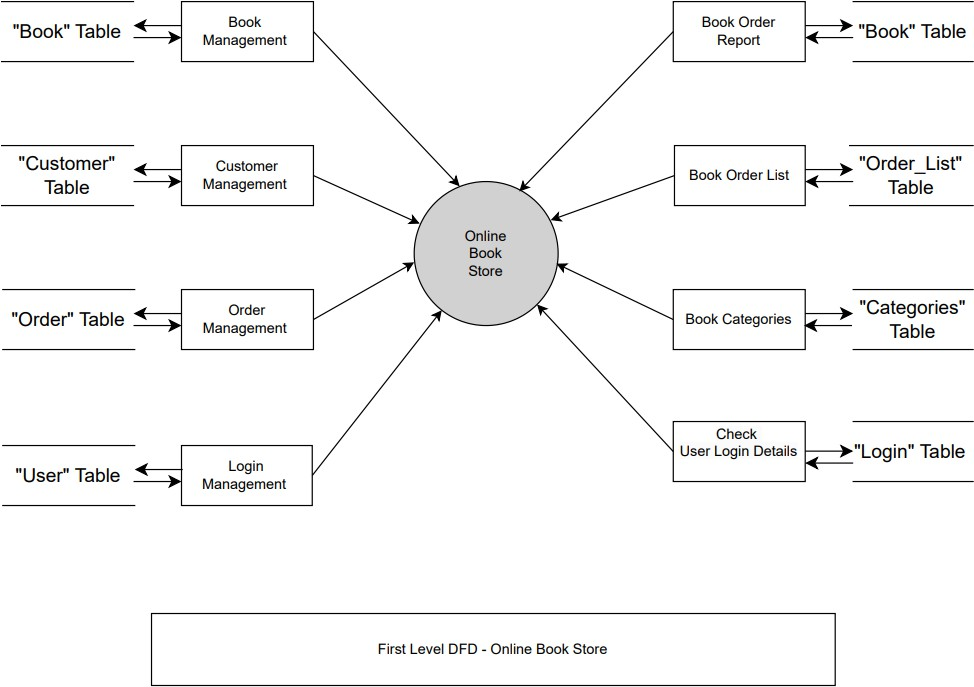 "Book" Table
Book
Management
Book Order
Report
"Book" Table
"Customer"
Table
Customer
Management
Book Order List
"Order_List"
Table
Online
Book
Store
"Order" Table
Order
Management
Book Categories
"Categories"
Table
"User" Table
Login
Management
Check
User Login Details
"Login" Table
First Level DFD - Online Book Store